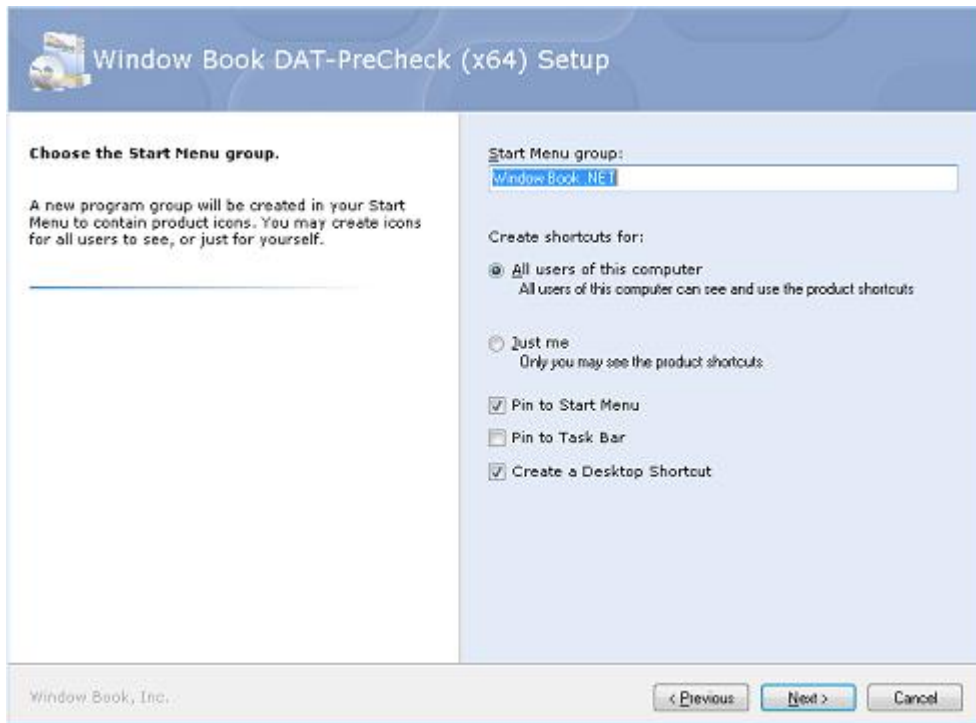 Window Book DAT-PreCheck (x64) Setup
Choose the Start Menu group.
A new program group will be created in your Start
Menu to contain product icons. You may create icons
for all users to see, or just for yourself.
Start Menu group:
Window Book .NET
Create shortcuts for:
All users of this computer
All users of this computer can see and use the product shortcuts
Just me
Only you may see the product shortcuts
Pin to Start Menu
Pin to Task Bar
Create a Desktop Shortcut
Window Book, Inc.
< Previous
Next >
Cancel